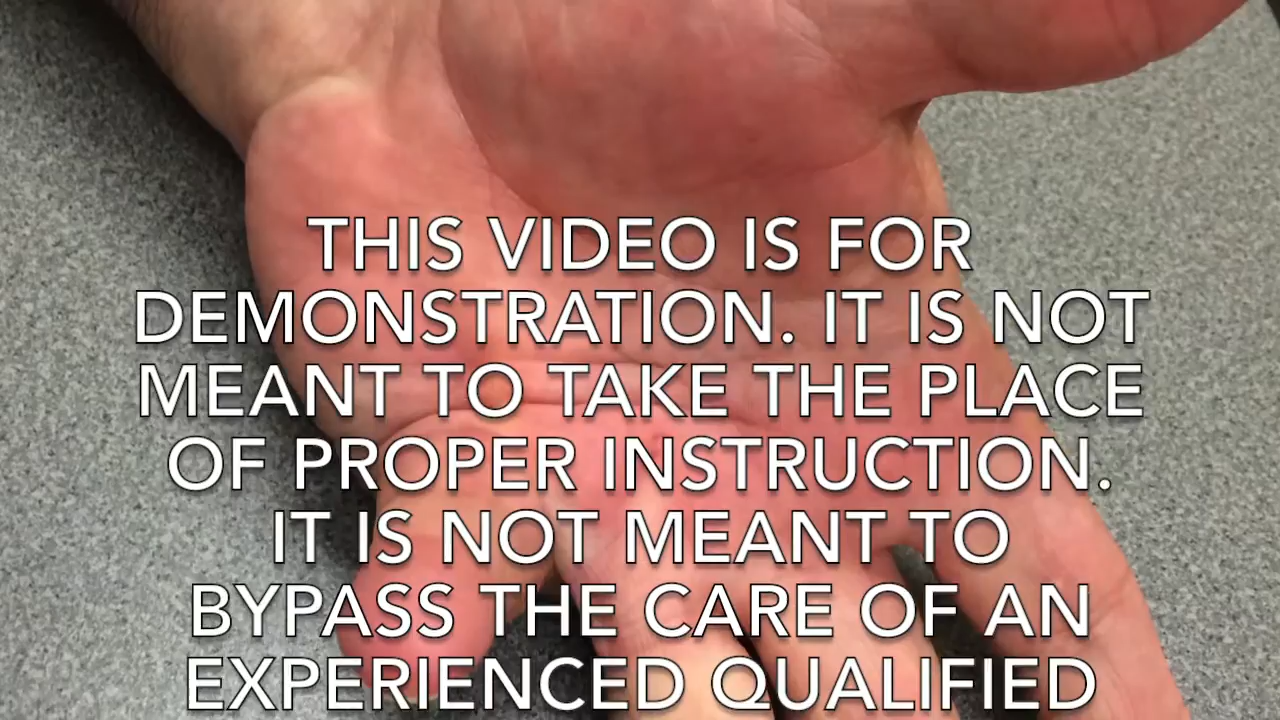 THIS VIDEO IS FOR
DEMONSTRATION. IT IS NOT
MEANT TO TAKE THE PLACE
OF PROPER INSTRUCTION.
IT IS NOT MEANT TO
BYPASS THE CARE OF AN
EXPERIENCED QUALIFIED